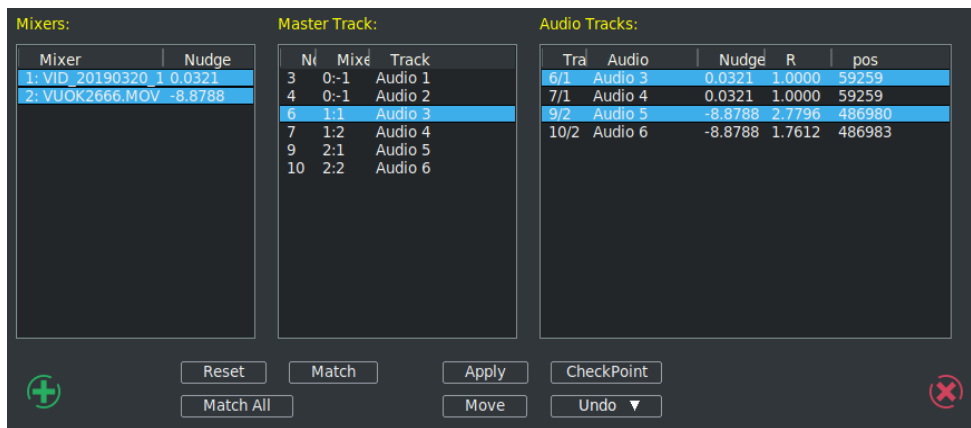 Mixers: Master Track: Audio Tracks:
Mixer Nudge No Mixe Track Tra Audio Nudge R pos
1: VID_20190320_1 0.0321 3 0:-1 Audio 1 6/1 Audio 3 0.0321 1.0000 59259
2: VUOK2666.MOV -8.8788 4 0:-1 Audio 2 7/1 Audio 4 0.0321 1.0000 59259
6 1:1 Audio 3 9/2 Audio 5 -8.8788 2.7796 486980
7 1:2 Audio 4 10/2 Audio 6 -8.8788 1.7612 486983
9 2:1 Audio 5
10 2:2 Audio 6
Reset Match Apply CheckPoint
Match All Move Undo ▼